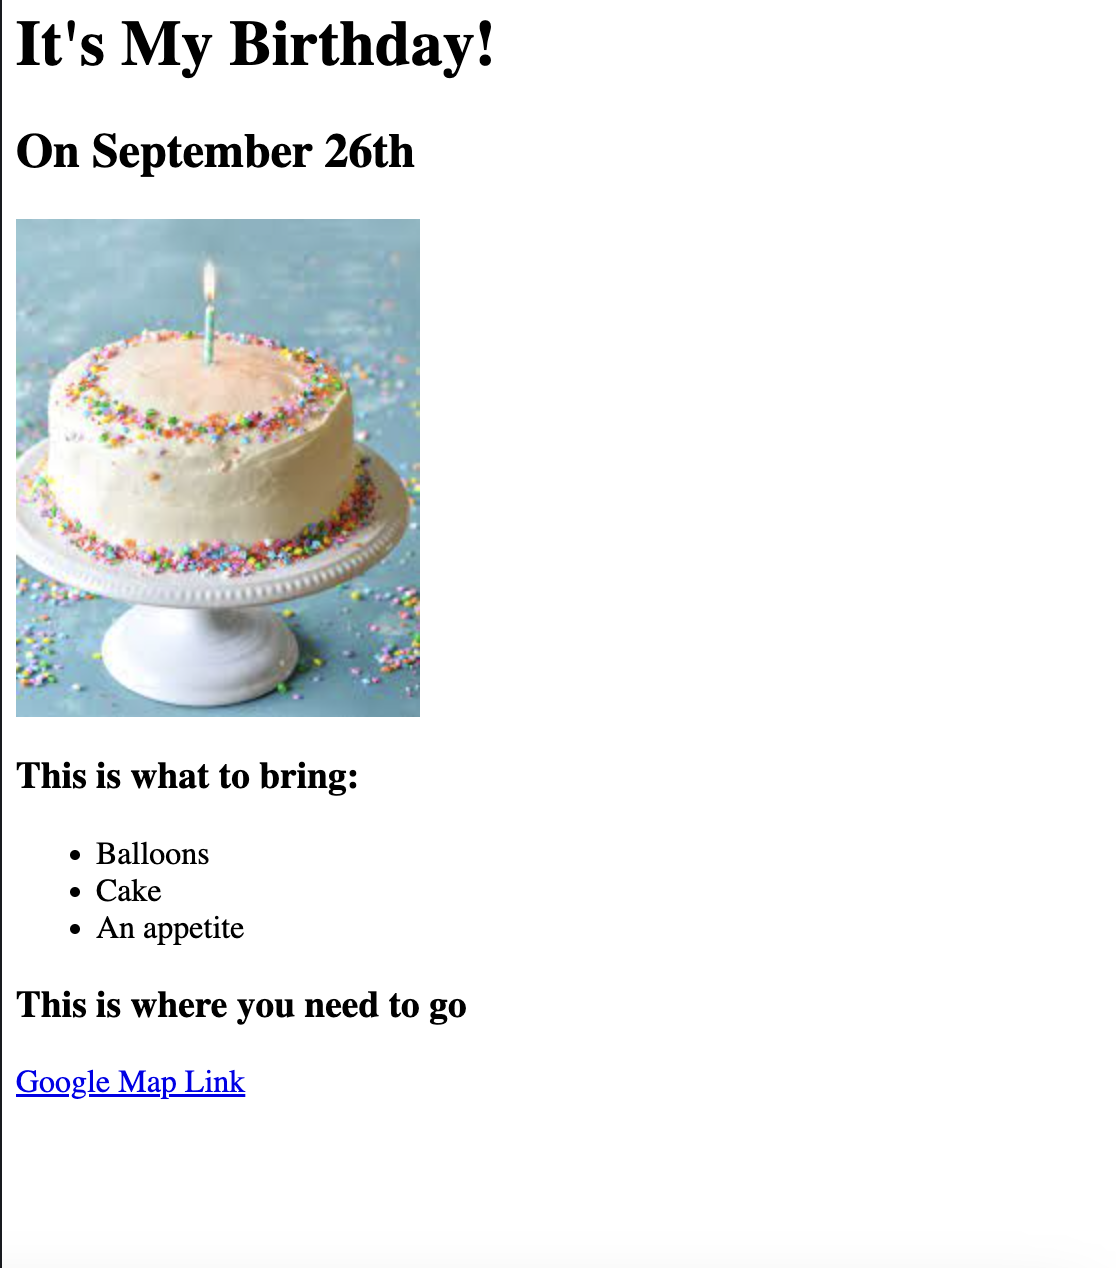 It's My Birthday!
On September 26th
This is what to bring:
Balloons
Cake
An appetite
This is where you need to go
Google Map Link